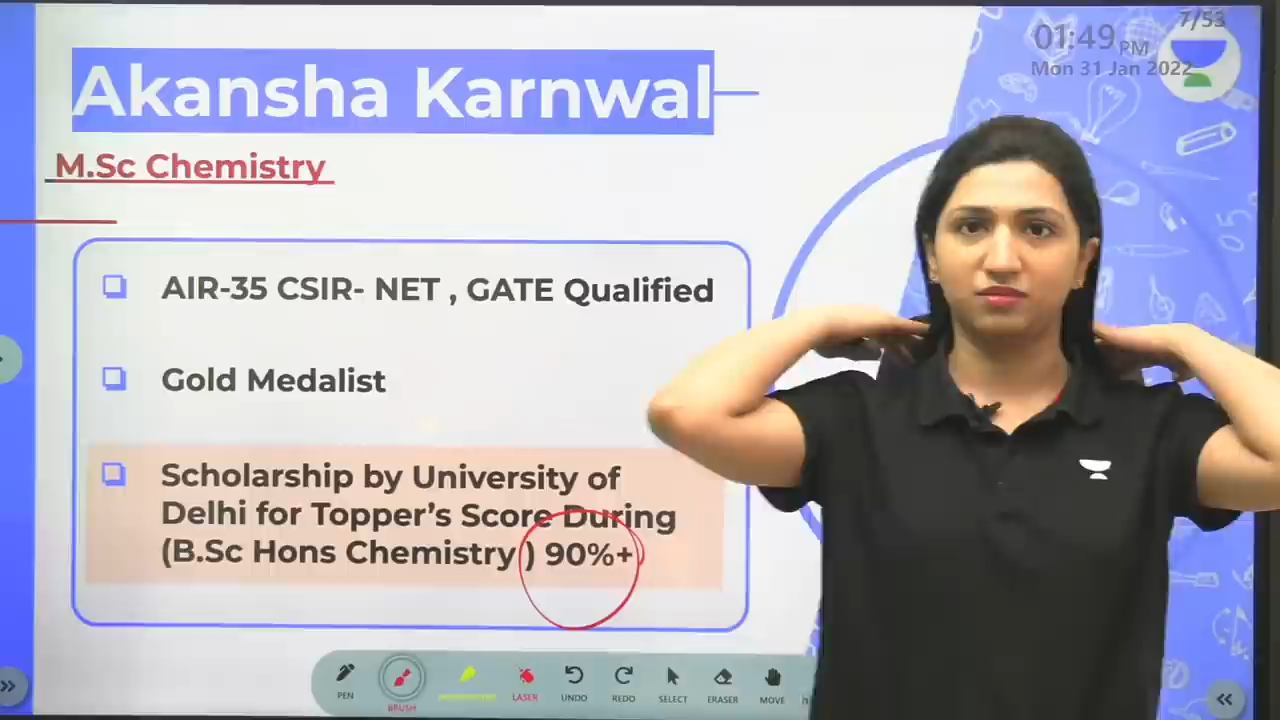 7/53
01:49 PM
Mon 31 Jan 2022
Akansha Karnwal
M.Sc Chemistry
AIR-35 CSIR- NET , GATE Qualified
Gold Medalist
Scholarship by University of
Delhi for Topper's Score During
(B.Sc Hons Chemistry ) 90%+
PEN
BRUSH
LASER
UNDO
REDO
SELECT
ERASER
MOVE